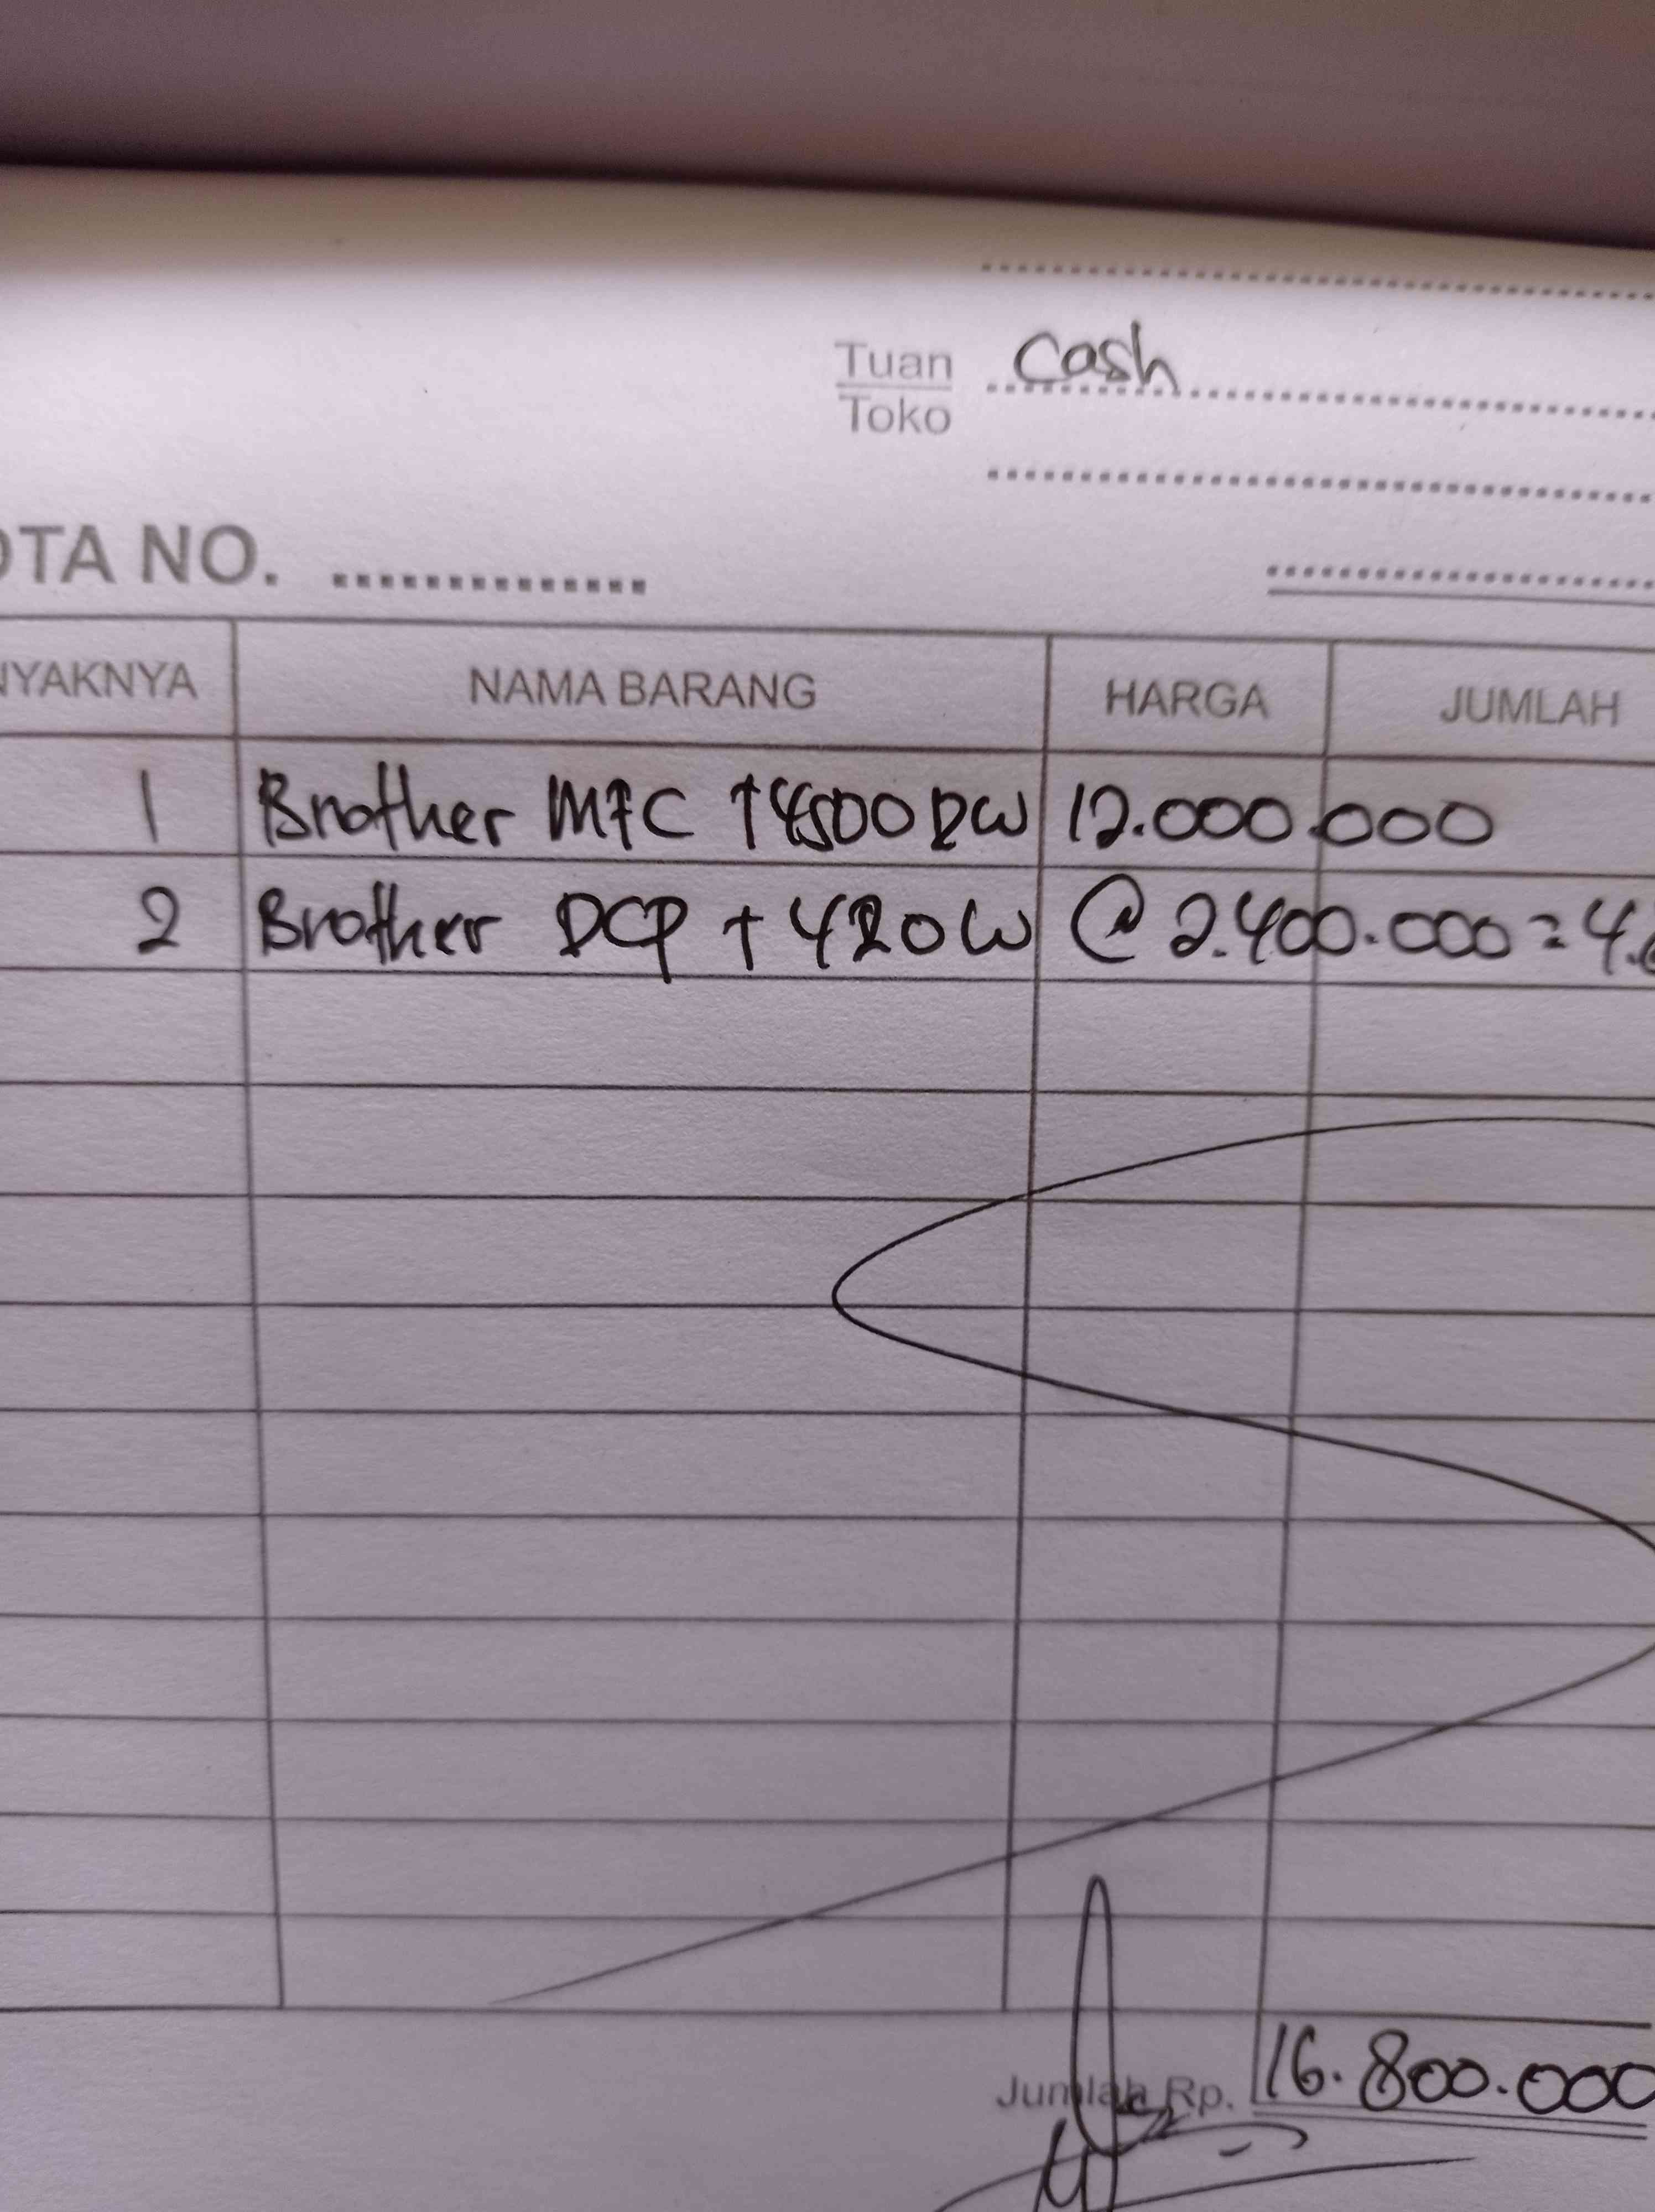 Tuan Cash
Toko
OTA NO. ..............
NYAKNYA NAMA BARANG HARGA JUMLAH
1 Brother MFC T4500DW 12.000.000
2 Brother DCP T420W @ 2.400.000 = 4.
Jumlah Rp. 16.800.000